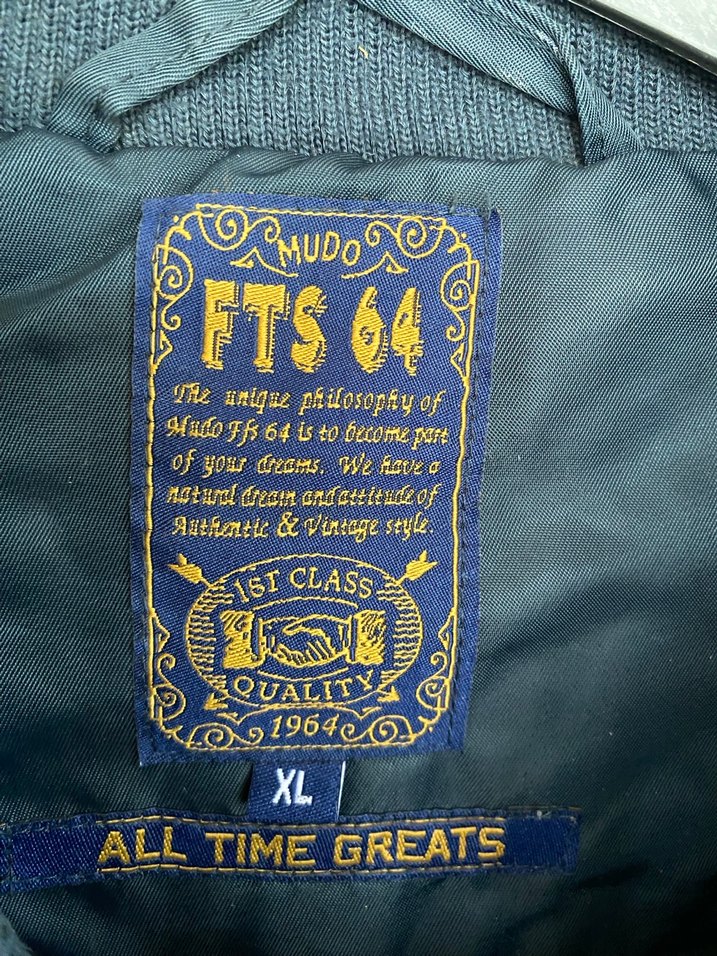 MUDO
FTS 64
The unique philosophy of
Mudo Ffs 64 is to become part
of your dreams. We have a
natural dream and attitude of
Authentic & Vintage style.
1ST CLASS
QUALITY
1964
XL
ALL TIME GREATS